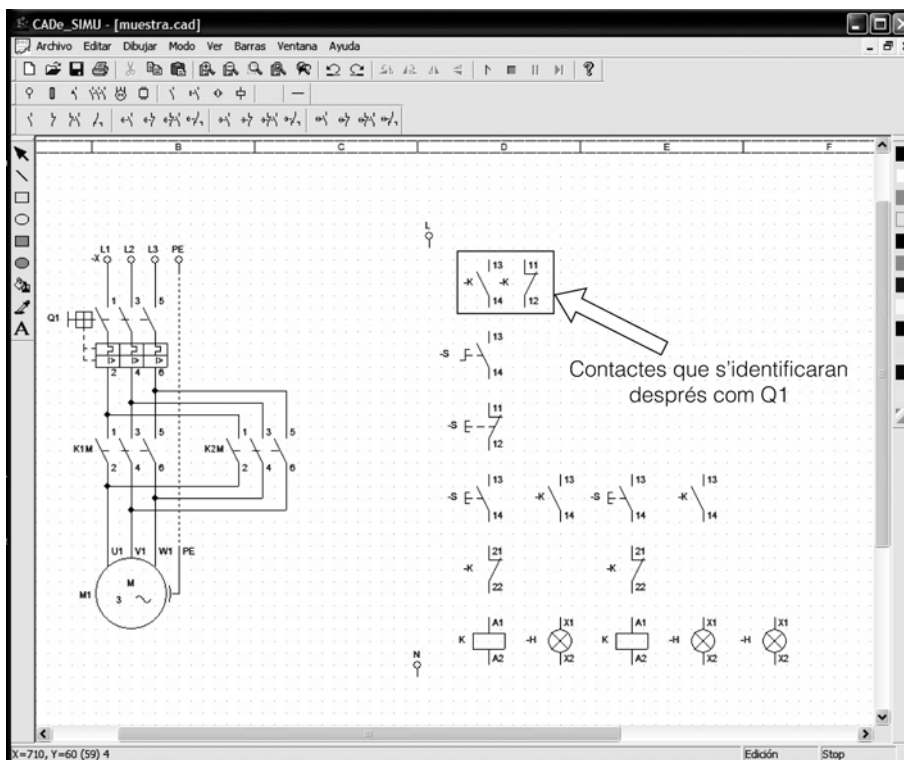 CADe_SIMU - [muestra.cad]
Archivo Editar Dibujar Modo Ver Barras Ventana Ayuda
B C D E F
L
L1 L2 L3 PE
-X
13 11
-K -K
14 12
1 3 5
Q1
13
-S
14
Contactes que s'identificaran
després com Q1
2 4 6
11
-S
12
1 3 5 1 3 5
K1M K2M
2 4 6 2 4 6
13 13 13 13
-S -K -S -K
14 14 14 14
U1 V1 W1 PE
21 21
-K -K
22 22
M
M1
3
A1 X1 A1 X1 X1
K -H K -H -H
A2 X2 A2 X2 X2
N
X=710, Y=60 (59) 4 Edición Stop